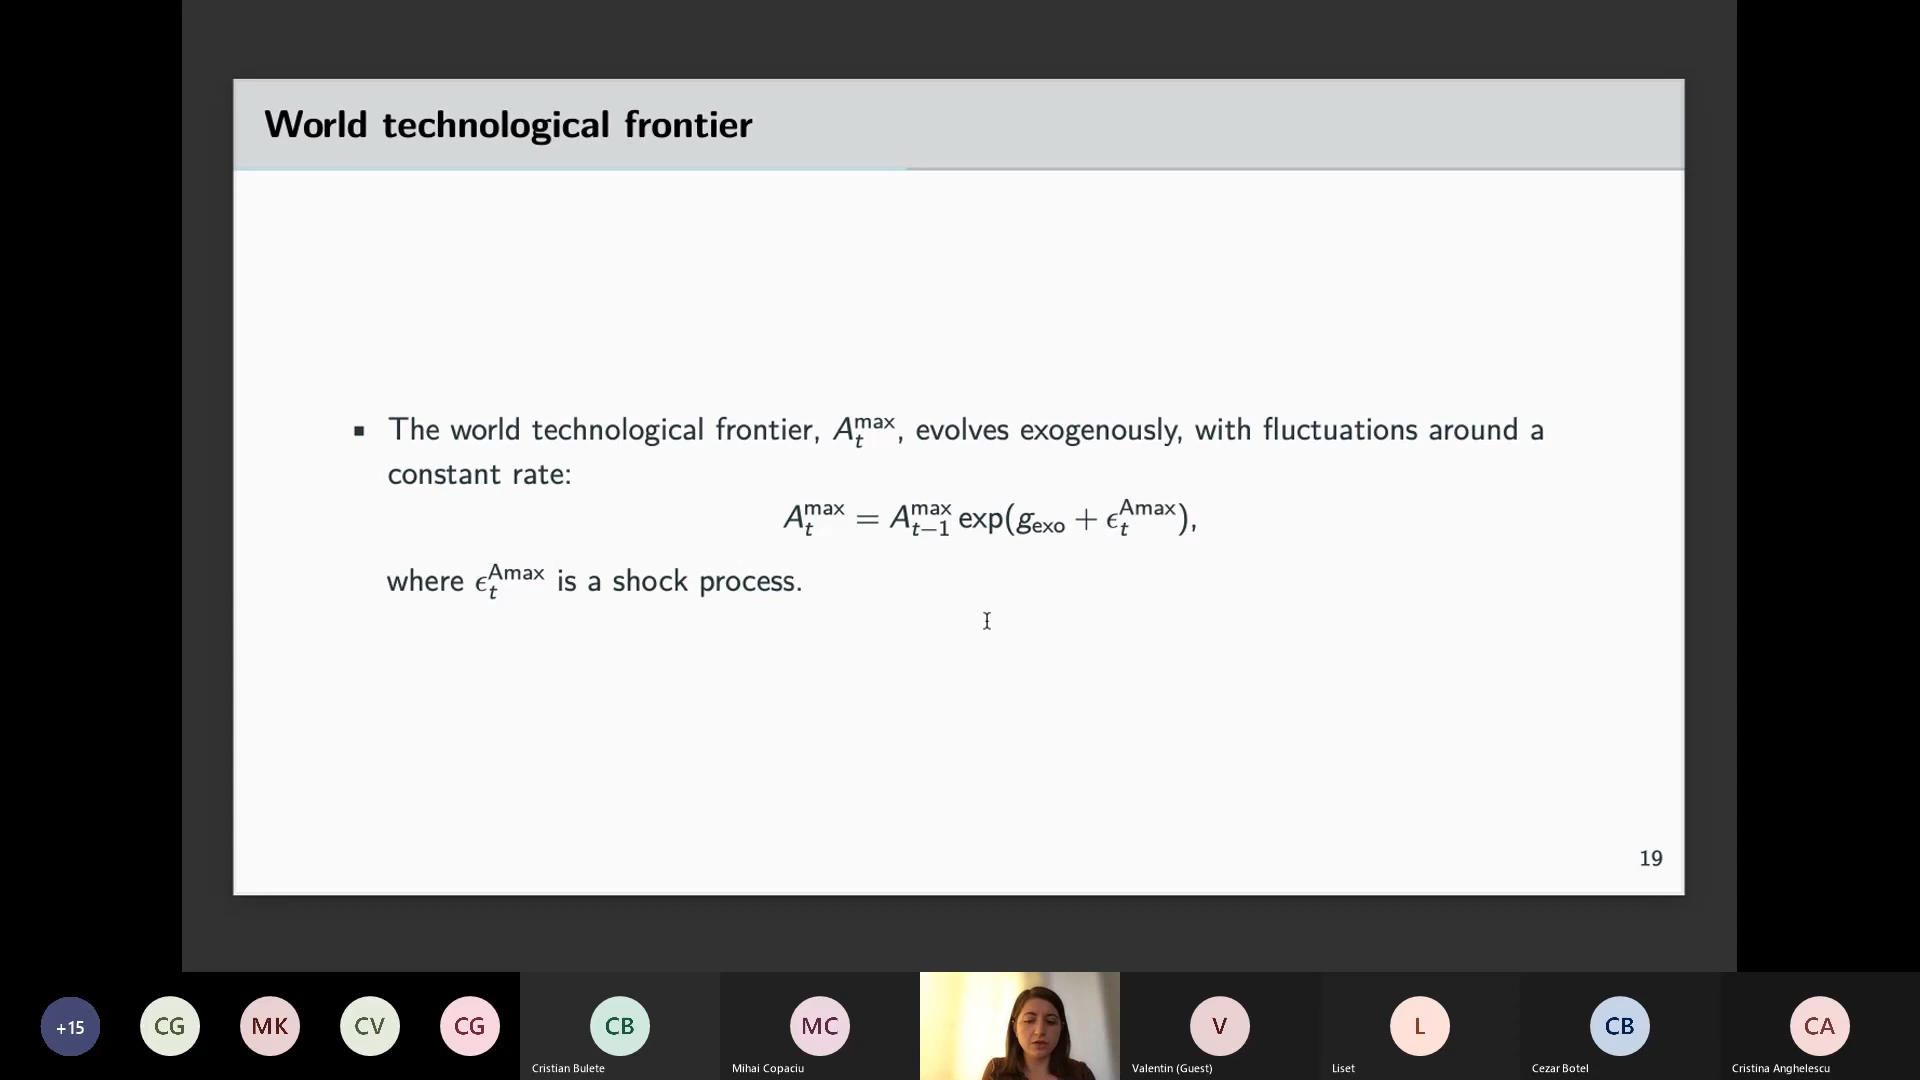 World technological frontier
▪ The world technological frontier, A_t^max, evolves exogenously, with fluctuations around a
constant rate:
A_t^max = A_{t−1}^max exp(g_exo + ϵ_t^Amax),
where ϵ_t^Amax is a shock process.
19
+15
CG
MK
CV
CG
CB
Cristian Bulete
MC
Mihai Copaciu
V
Valentin (Guest)
L
Liset
CB
Cezar Botel
CA
Cristina Anghelescu